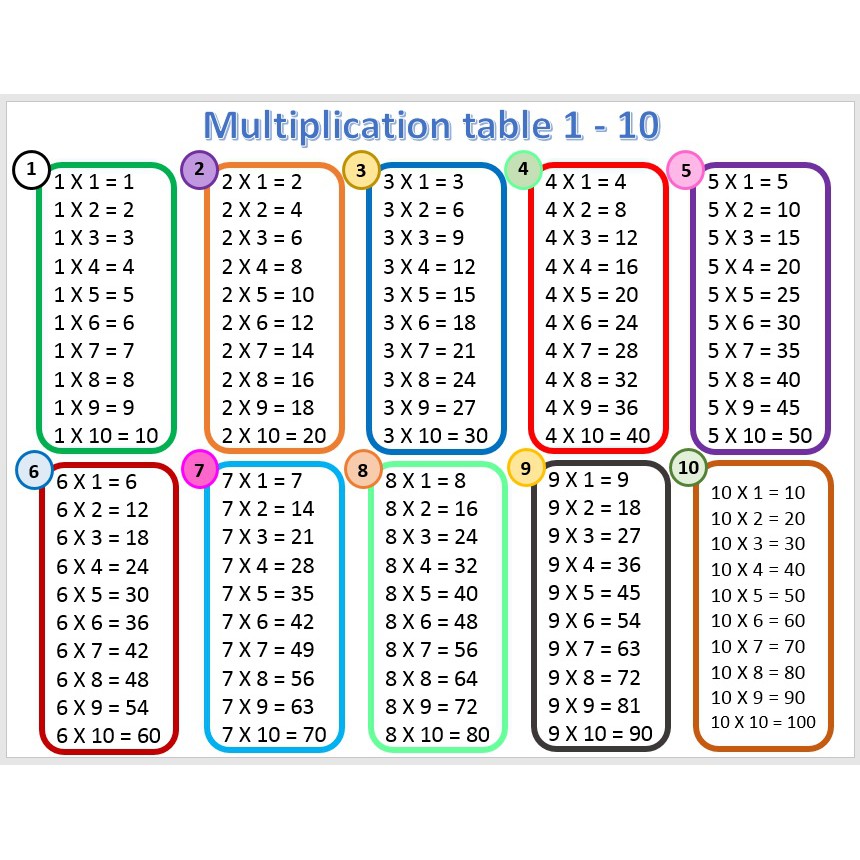 Multiplication table 1 - 10
1
1 X 1 = 1
1 X 2 = 2
1 X 3 = 3
1 X 4 = 4
1 X 5 = 5
1 X 6 = 6
1 X 7 = 7
1 X 8 = 8
1 X 9 = 9
1 X 10 = 10
2
2 X 1 = 2
2 X 2 = 4
2 X 3 = 6
2 X 4 = 8
2 X 5 = 10
2 X 6 = 12
2 X 7 = 14
2 X 8 = 16
2 X 9 = 18
2 X 10 = 20
3
3 X 1 = 3
3 X 2 = 6
3 X 3 = 9
3 X 4 = 12
3 X 5 = 15
3 X 6 = 18
3 X 7 = 21
3 X 8 = 24
3 X 9 = 27
3 X 10 = 30
4
4 X 1 = 4
4 X 2 = 8
4 X 3 = 12
4 X 4 = 16
4 X 5 = 20
4 X 6 = 24
4 X 7 = 28
4 X 8 = 32
4 X 9 = 36
4 X 10 = 40
5
5 X 1 = 5
5 X 2 = 10
5 X 3 = 15
5 X 4 = 20
5 X 5 = 25
5 X 6 = 30
5 X 7 = 35
5 X 8 = 40
5 X 9 = 45
5 X 10 = 50
6
6 X 1 = 6
6 X 2 = 12
6 X 3 = 18
6 X 4 = 24
6 X 5 = 30
6 X 6 = 36
6 X 7 = 42
6 X 8 = 48
6 X 9 = 54
6 X 10 = 60
7
7 X 1 = 7
7 X 2 = 14
7 X 3 = 21
7 X 4 = 28
7 X 5 = 35
7 X 6 = 42
7 X 7 = 49
7 X 8 = 56
7 X 9 = 63
7 X 10 = 70
8
8 X 1 = 8
8 X 2 = 16
8 X 3 = 24
8 X 4 = 32
8 X 5 = 40
8 X 6 = 48
8 X 7 = 56
8 X 8 = 64
8 X 9 = 72
8 X 10 = 80
9
9 X 1 = 9
9 X 2 = 18
9 X 3 = 27
9 X 4 = 36
9 X 5 = 45
9 X 6 = 54
9 X 7 = 63
9 X 8 = 72
9 X 9 = 81
9 X 10 = 90
10
10 X 1 = 10
10 X 2 = 20
10 X 3 = 30
10 X 4 = 40
10 X 5 = 50
10 X 6 = 60
10 X 7 = 70
10 X 8 = 80
10 X 9 = 90
10 X 10 = 100